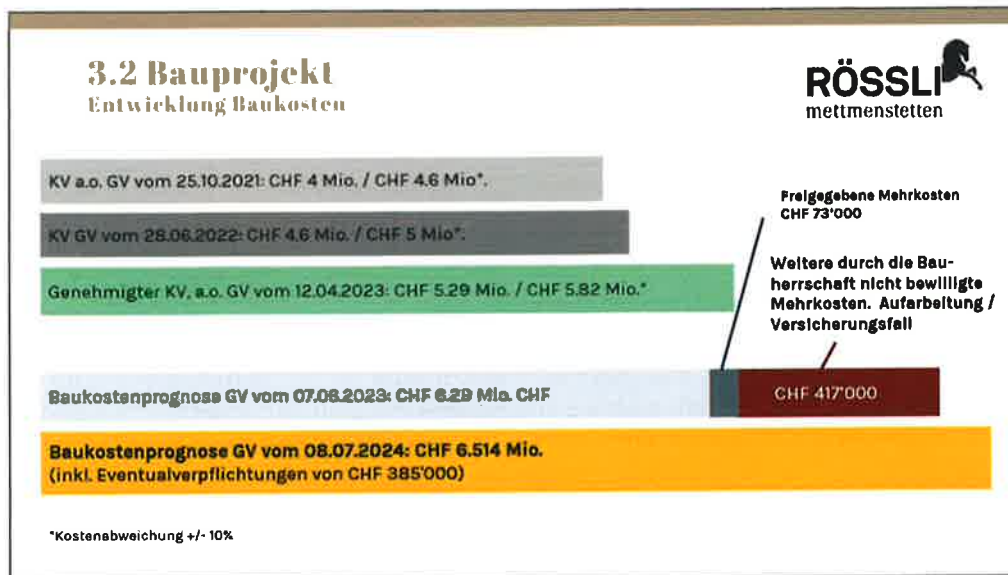 3.2 Bauprojekt
Entwicklung Baukosten
RÖSSLI
mettmenstetten
KV a.o. GV vom 25.10.2021: CHF 4 Mio. / CHF 4.6 Mio*.
KV GV vom 28.06.2022: CHF 4.6 Mio. / CHF 5 Mio*.
Genehmigter KV, a.o. GV vom 12.04.2023: CHF 5.29 Mio. / CHF 5.82 Mio.*
Freigegebene Mehrkosten
CHF 73'000
Weitere durch die Bau-
herrschaft nicht bewilligte
Mehrkosten. Aufarbeitung /
Versicherungsfall
Baukostenprognose GV vom CHF 6.29 Mio. CHF
CHF 417'000
Baukostenprognose GV vom 08.07.2024: CHF 6.514 Mio.
(inkl. Eventualverpflichtungen von CHF 385'000)
*Kostenabweichung +/- 10%